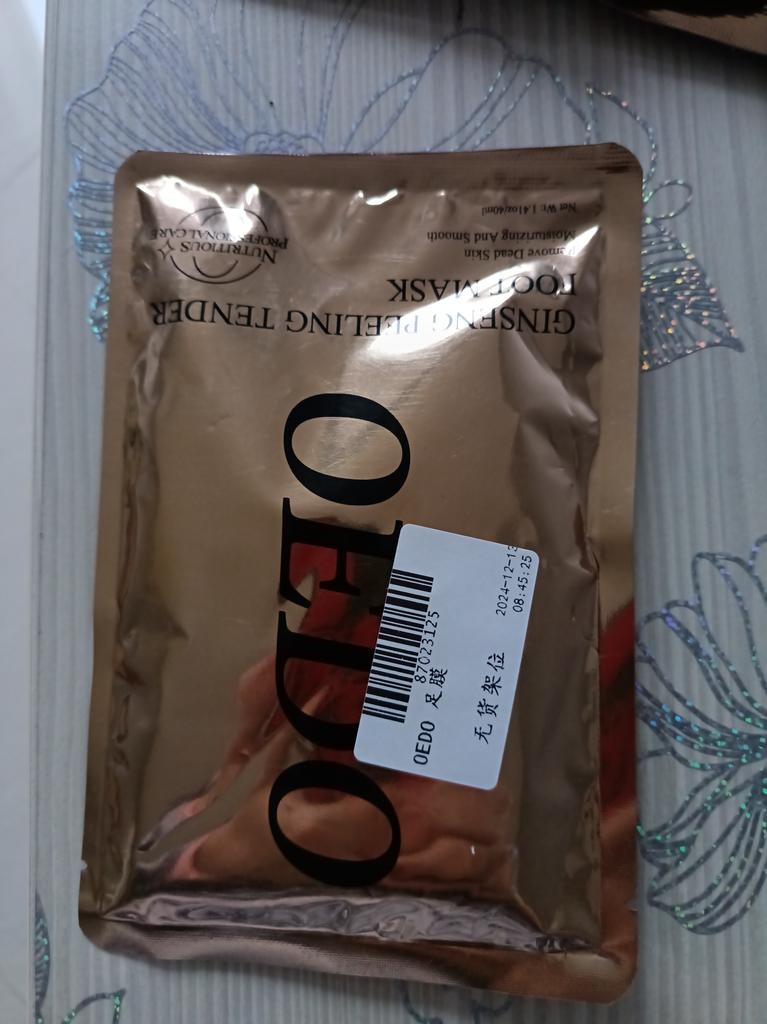 OEDO
GINSENG PEELING TENDER
FOOT MASK
Remove Dead Skin
Moisturizing And Smooth
Net Wt: 1.41oz/40ml
NUTRITIOUS
PROFESSIONAL CARE
87023125
OEDO 足膜
无货架位
2024-12-13
08:45:25